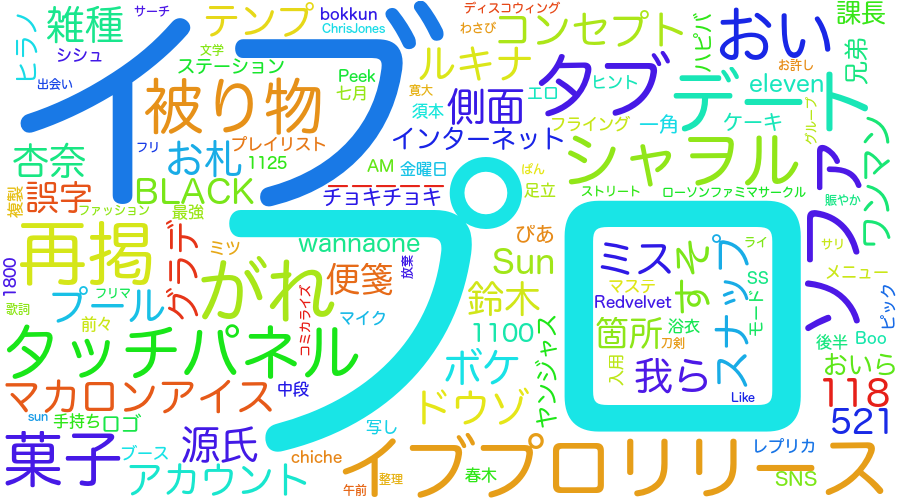 雑種
サーチ
イブ
テンプ
bokkun
ChrisJones
ディスコウィング
わさび
コンセプト
おい
ハピバ
課長
兄弟
ヒラノ
シシュ
出会い
文学
ステーション
Peek
七月
ルキナ
寛大
須本
側面
エロ
タブ
ヒント
デート
お許し
eleven
グループ
被り物
フリ
プレイリスト
お札
1125
AM
金曜日
インターネット
フライング
一角
ケーキ
ワンマン
杏奈
誤字
複製
BLACK
ファッション
最強
チョキチョキ
_______
ぱん
足立
シャヲル
ストリート
ローソンファミマサークル
賑やか
ソファ
再掲
グラデ
ミツ
wannaone
放棄
ぴあ
プロ
ミス
そす
スナップ
ライ
サリ
SS
モード
メニュー
1800
歌詞
フリマ
プール
前々
がれ
コミカライズ
便箋
マイク
Sun
鈴木
1100
ヤンジャス
マステ
Redvelvet
箇所
浴衣
刀剣
入用
我ら
Like
ピック
後半
Boo
おいら
タッチパネル
ボケ
マカロンアイス
中段
ドウゾ
118
521
sun
手持ち
ロゴ
菓子
源氏
写し
ブース
アカウント
chiche
午前
整理
イブプロリリース
春木
レプリカ
SNS